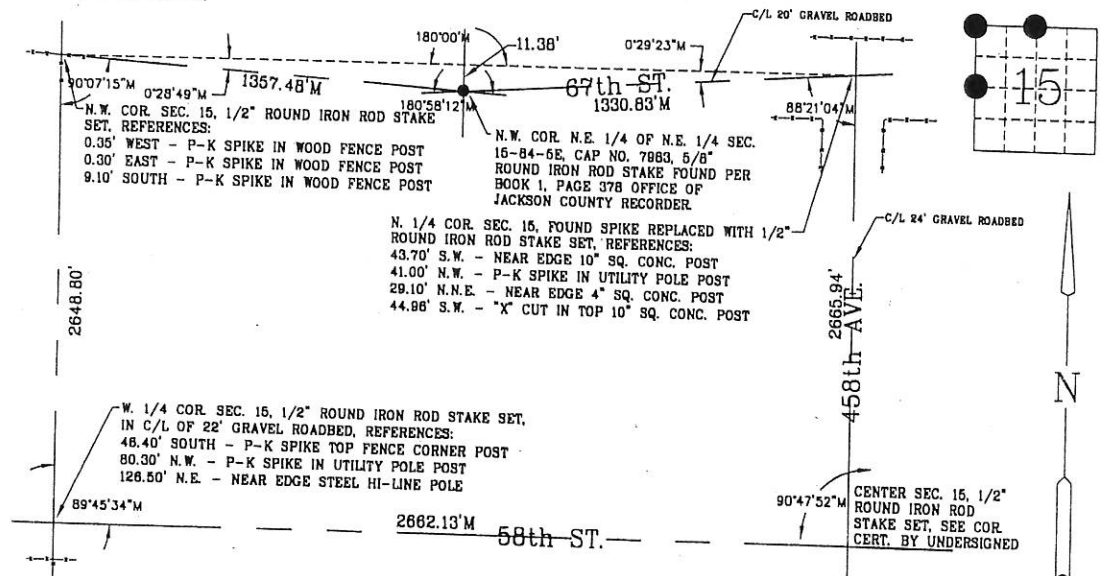 C/L 20' GRAVEL ROADBED
180°00'M
11.38'
0°29'23"M
15
90°07'15"M
0°28'49"M
1357.48'M
67th ST.
1330.83'M
180°58'12"M
88°21'04"M
N.W. COR. SEC. 15, 1/2" ROUND IRON ROD STAKE
SET, REFERENCES:
0.35' WEST - P-K SPIKE IN WOOD FENCE POST
0.30' EAST - P-K SPIKE IN WOOD FENCE POST
9.10' SOUTH - P-K SPIKE IN WOOD FENCE POST
N.W. COR. N.E. 1/4 OF N.E. 1/4 SEC.
15-84-5E, CAP NO. 7983, 5/8"
ROUND IRON ROD STAKE FOUND PER
BOOK 1, PAGE 378 OFFICE OF
JACKSON COUNTY RECORDER
N. 1/4 COR. SEC. 15, FOUND SPIKE REPLACED WITH 1/2"
ROUND IRON ROD STAKE SET, REFERENCES:
43.70' S.W. - NEAR EDGE 10" SQ. CONC. POST
41.00' N.W. - P-K SPIKE IN UTILITY POLE POST
29.10' N.N.E. - NEAR EDGE 4" SQ. CONC. POST
44.96' S.W. - "X" CUT IN TOP 10" SQ. CONC. POST
C/L 24' GRAVEL ROADBED
2648.80'
2665.94'
458th AVE.
N
W. 1/4 COR. SEC. 15, 1/2" ROUND IRON ROD STAKE SET,
IN C/L OF 22' GRAVEL ROADBED, REFERENCES:
46.40' SOUTH - P-K SPIKE TOP FENCE CORNER POST
80.30' N.W. - P-K SPIKE IN UTILITY POLE POST
126.50' N.E. - NEAR EDGE STEEL HI-LINE POLE
89°45'34"M
2662.13'M
58th ST.
90°47'52"M
CENTER SEC. 15, 1/2"
ROUND IRON ROD
STAKE SET, SEE COR.
CERT. BY UNDERSIGNED